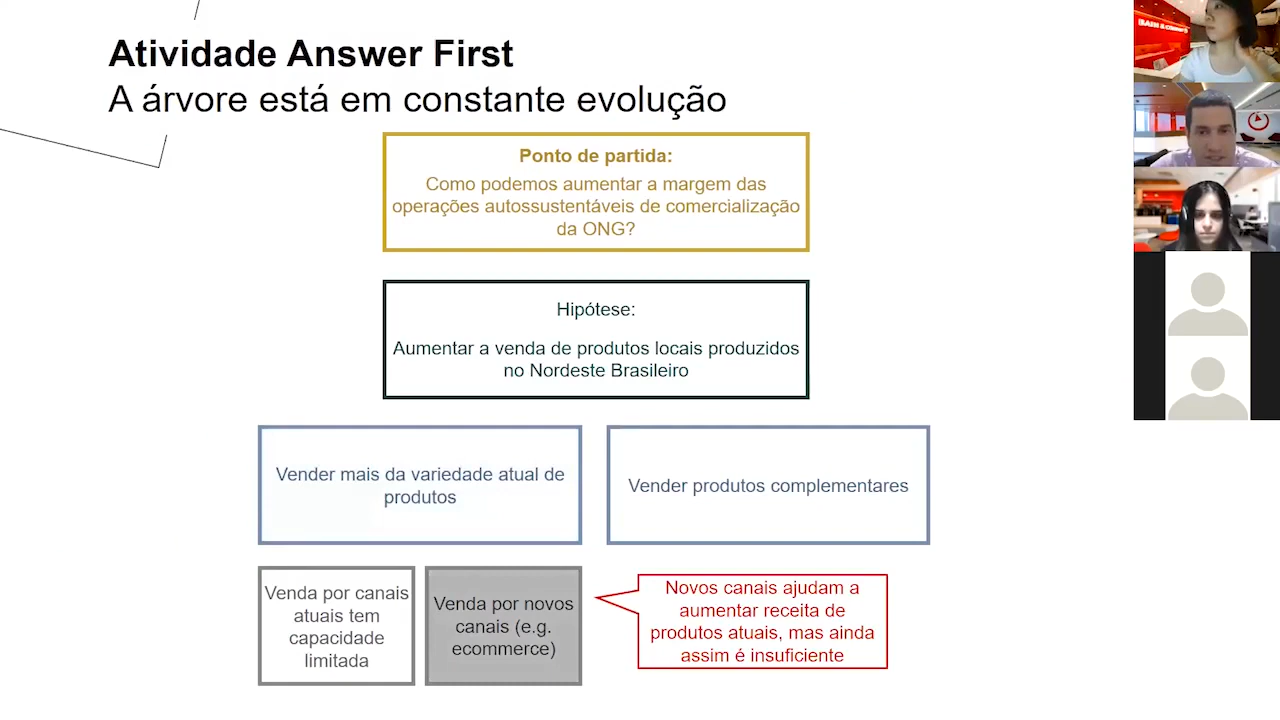 Atividade Answer First
A árvore está em constante evolução
Ponto de partida:
Como podemos aumentar a margem das
operações autossustentáveis de comercialização
da ONG?
Hipótese:
Aumentar a venda de produtos locais produzidos
no Nordeste Brasileiro
Vender mais da variedade atual de
produtos
Vender produtos complementares
Venda por canais
atuais tem
capacidade
limitada
Venda por novos
canais (e.g.
ecommerce)
Novos canais ajudam a
aumentar receita de
produtos atuais, mas ainda
assim é insuficiente